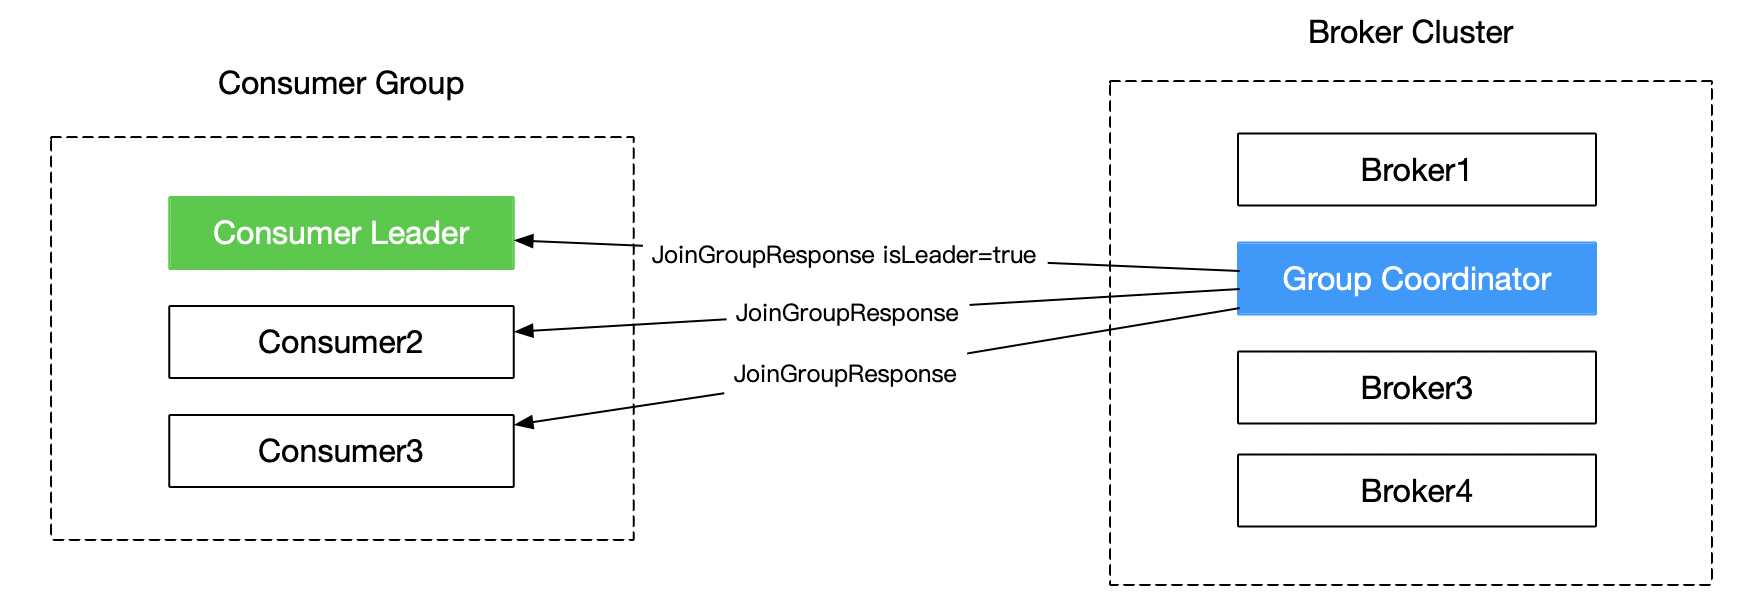 Broker Cluster
Consumer Group
Broker1
Consumer Leader
JoinGroupResponse isLeader=true
Group Coordinator
JoinGroupResponse
Consumer2
JoinGroupResponse
Broker3
Consumer3
Broker4